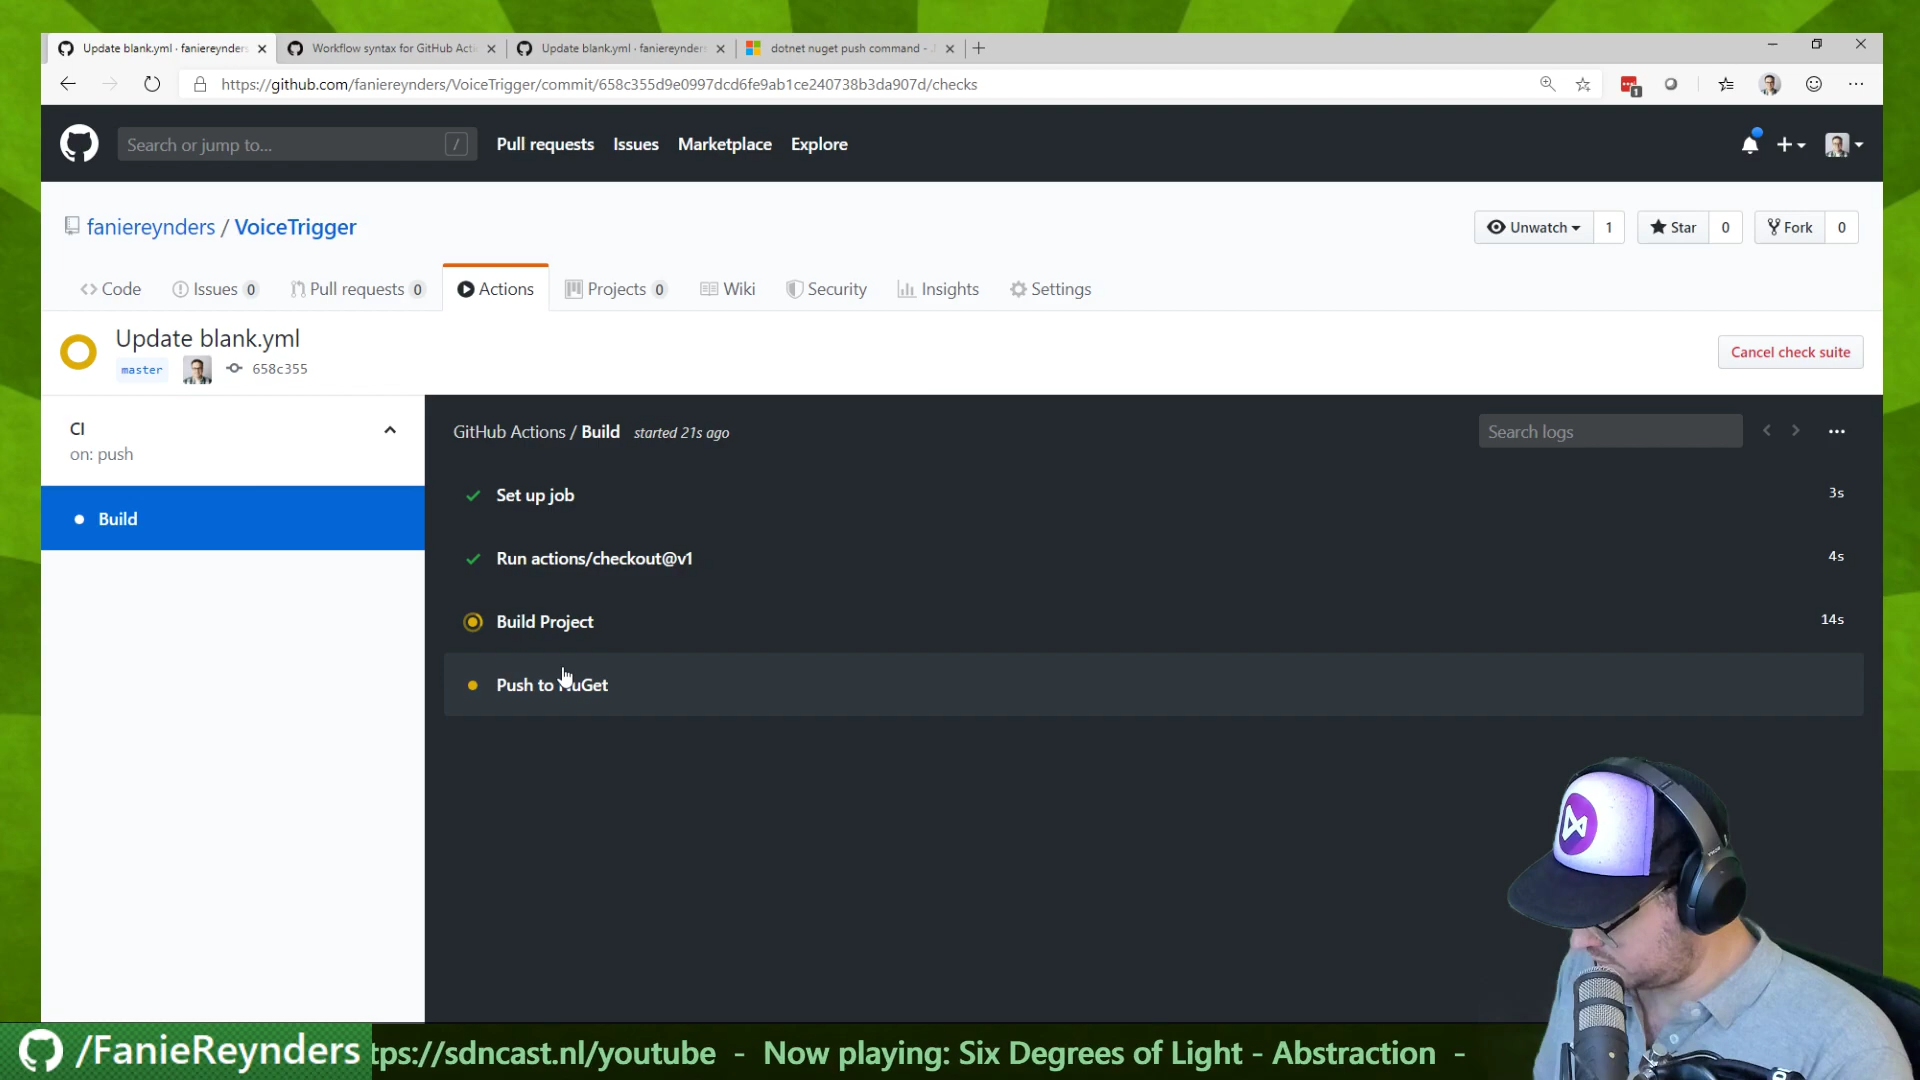 Update blank.yml · faniereynders
Workflow syntax for GitHub Acti
Update blank.yml · faniereynders
dotnet nuget push command -
https://github.com/faniereynders/VoiceTrigger/commit/658c355d9e0997dcd6fe9ab1ce240738b3da907d/checks
1
Search or jump to...
/
Pull requests
Issues
Marketplace
Explore
faniereynders / VoiceTrigger
Unwatch 1
Star 0
Fork 0
Code
Issues 0
Pull requests 0
Actions
Projects 0
Wiki
Security
Insights
Settings
Update blank.yml
master
658c355
Cancel check suite
CI
on: push
Build
GitHub Actions / Build started 21s ago
Search logs
Set up job 3s
Run actions/checkout@v1 4s
Build Project 14s
Push to NuGet
/FanieReynders
tps://sdncast.nl/youtube - Now playing: Six Degrees of Light - Abstraction -